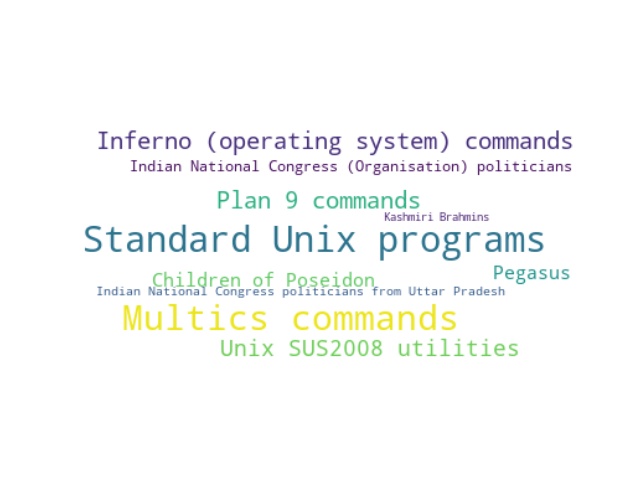 Inferno (operating system) commands
Indian National Congress (Organisation) politicians
Plan 9 commands
Kashmiri Brahmins
Standard Unix programs
Pegasus
Children of Poseidon
Indian National Congress politicians from Uttar Pradesh
Multics commands
Unix SUS2008 utilities